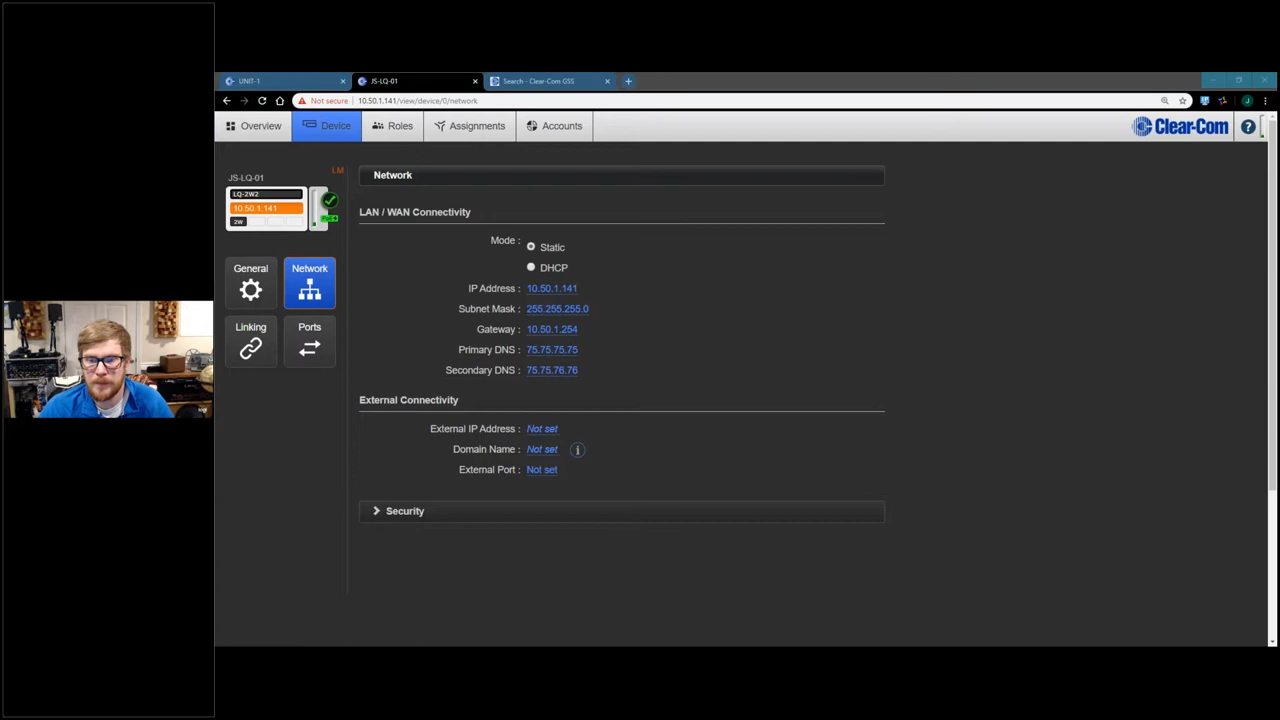 UNIT-1
JS-LQ-01
Search - Clear-Com GSS
Not secure 10.50.1.141/view/device/0/network
Overview
Device
Roles
Assignments
Accounts
Clear-Com
JS-LQ-01
LM
LQ-2W2
10.50.1.141
2W
General
Network
Linking
Ports
Network
LAN / WAN Connectivity
Mode : Static
DHCP
IP Address : 10.50.1.141
Subnet Mask : 255.255.255.0
Gateway : 10.50.1.254
Primary DNS : 75.75.75.75
Secondary DNS : 75.75.76.76
External Connectivity
External IP Address : Not set
Domain Name : Not set
External Port : Not set
Security